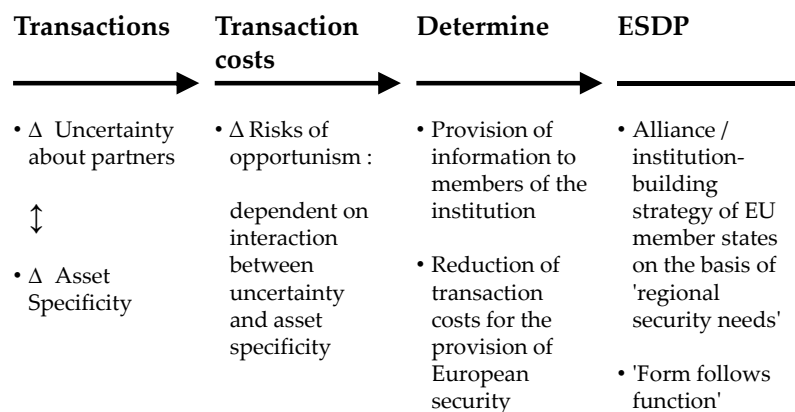 Transactions
Transaction
costs
Determine
ESDP
• Δ Uncertainty
about partners
↕
• Δ Asset
Specificity
• Δ Risks of
opportunism :
dependent on
interaction
between
uncertainty
and asset
specificity
• Provision of
information to
members of the
institution
• Reduction of
transaction
costs for the
provision of
European
security
• Alliance /
institution-
building
strategy of EU
member states
on the basis of
'regional
security needs'
• 'Form follows
function'